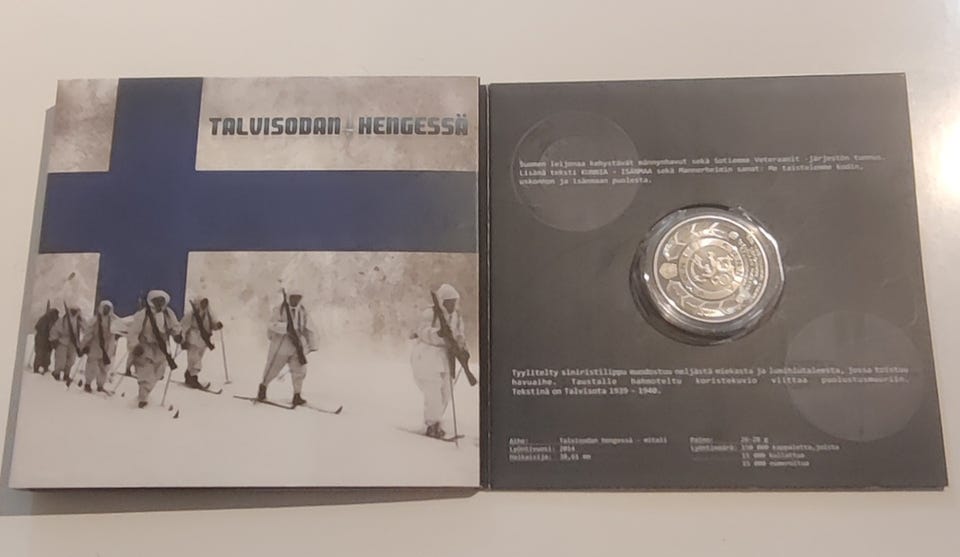 TALVISODAN HENGESSÄ
Suomen leijonaa kehystävät männynhavut sekä Sotiemme Veteraanit -järjestön tunnus.
Lisänä teksti KUNNIA - ISÄNMAA sekä Mannerheimin sanat: Me taistelemme kodin,
uskonnon ja isänmaan puolesta.
Tyylitelty siniristilippu muodostuu neljästä miekasta ja lumihiutaleesta, jossa toistuu
havuaihe. Taustalle hahmoteltu koristekuvio viittaa puolustusmuuriin.
Tekstinä on Talvisota 1939 - 1940.
Aihe: Talvisodan hengessä - mitali
Lyöntivuosi: 2014
Halkaisija: 38,61 mm
Paino: 26-28 g
Lyöntimäärä: 150 000 kappaletta, joista
15 000 kullattua
15 000 numeroitua